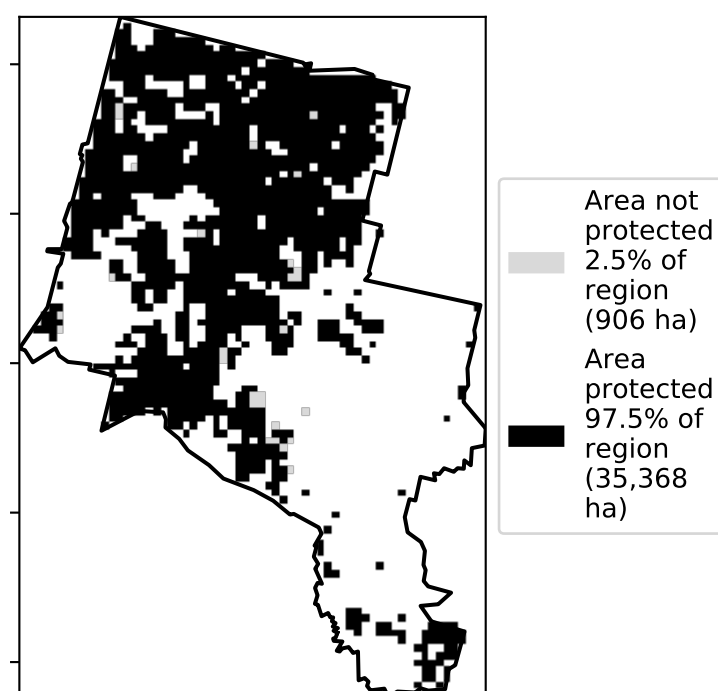 Area not
protected
2.5% of
region
(906 ha)
Area
protected
97.5% of
region
(35,368
ha)